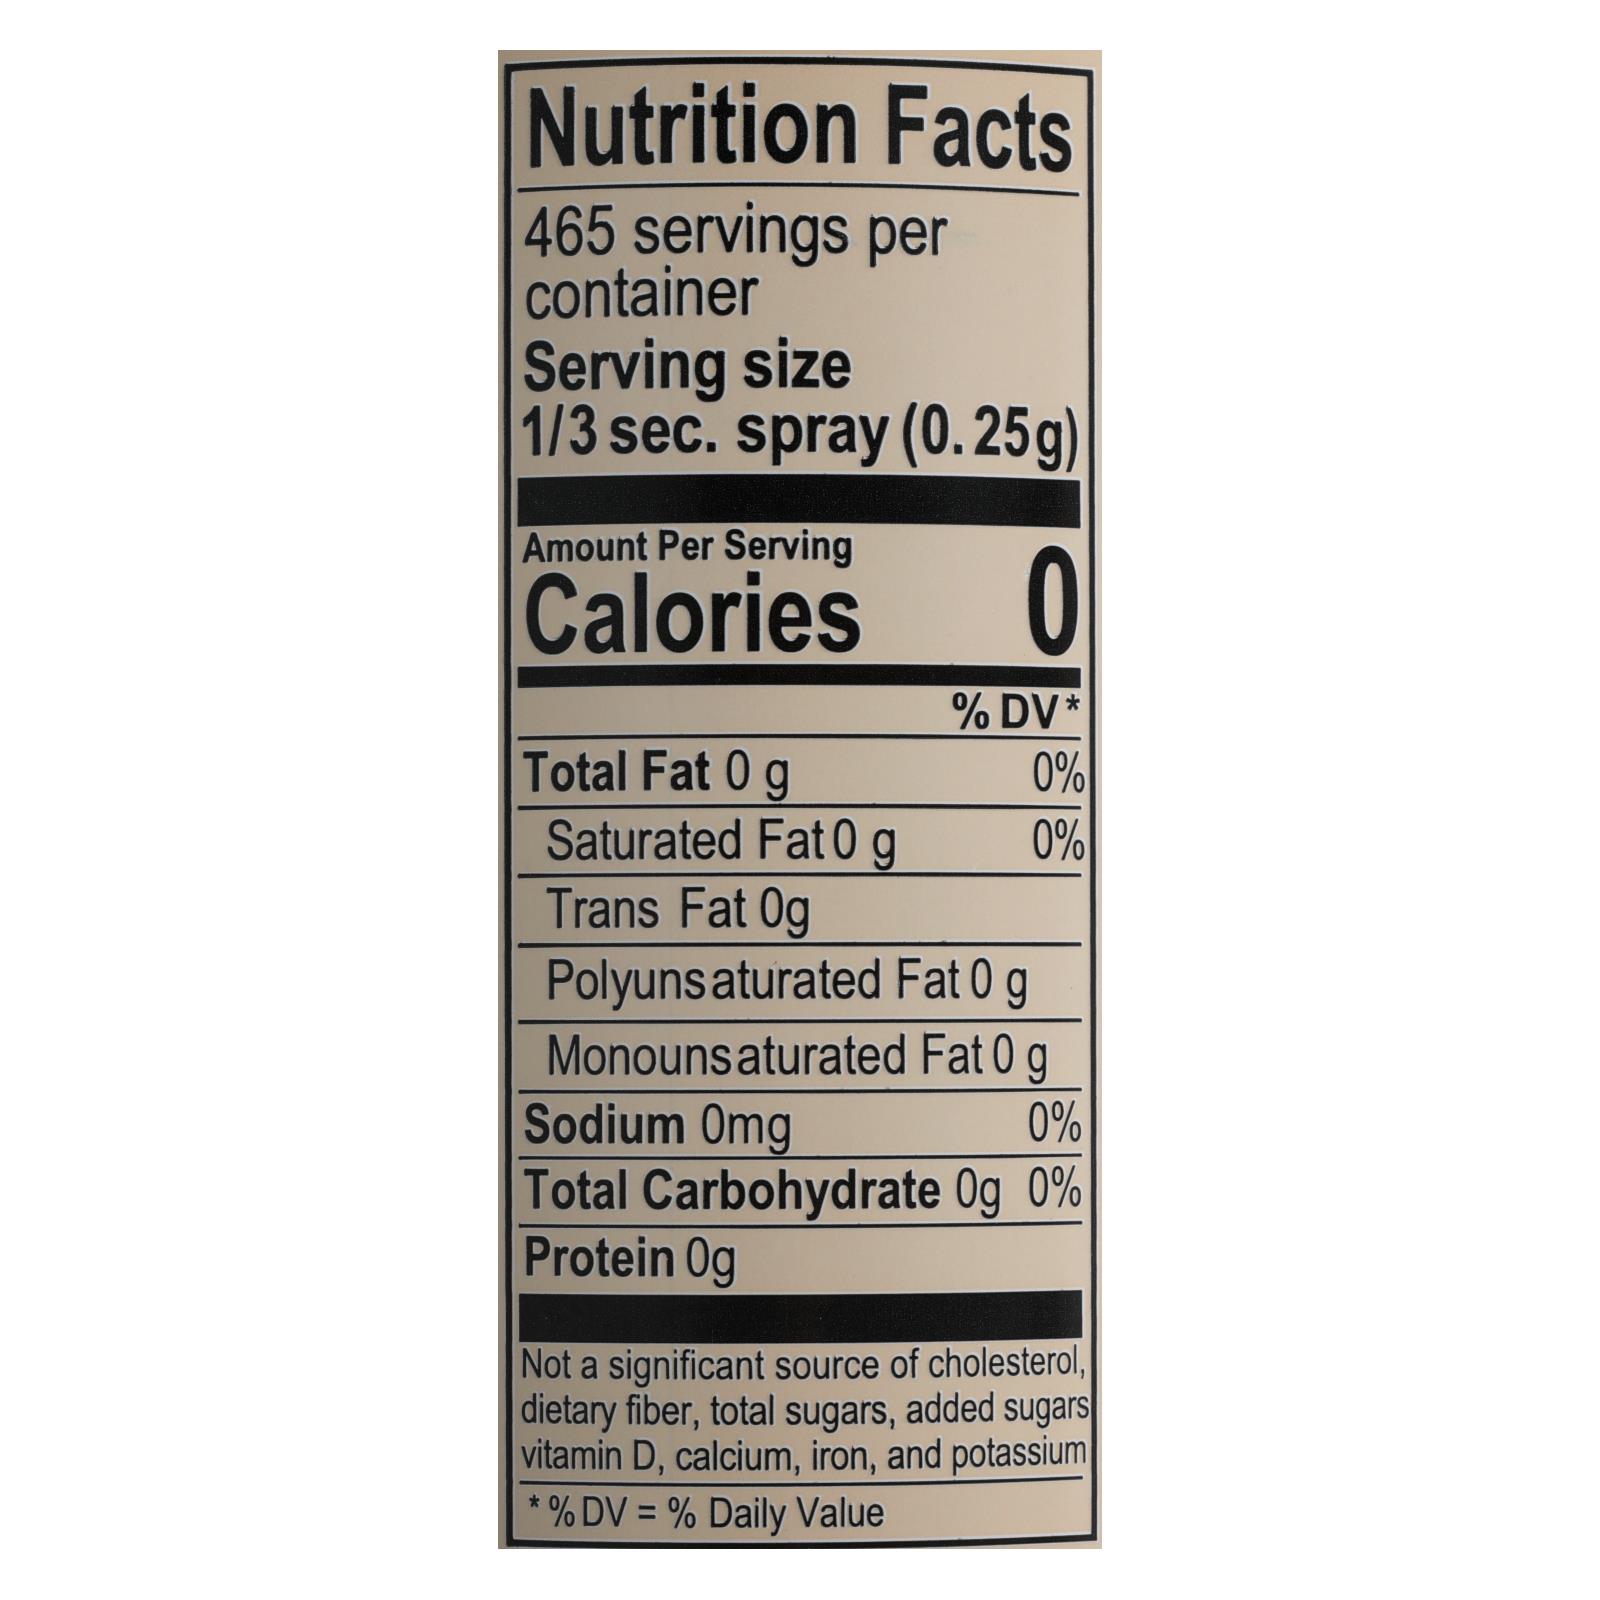 Nutrition Facts
465 servings per
container
Serving size
1/3 sec. spray (0.25g)
Amount Per Serving
Calories 0
% DV*
Total Fat 0 g 0%
Saturated Fat 0 g 0%
Trans Fat 0g
Polyunsaturated Fat 0 g
Monounsaturated Fat 0 g
Sodium 0mg 0%
Total Carbohydrate 0g 0%
Protein 0g
Not a significant source of cholesterol,
dietary fiber, total sugars, added sugars
vitamin D, calcium, iron, and potassium
* % DV = % Daily Value